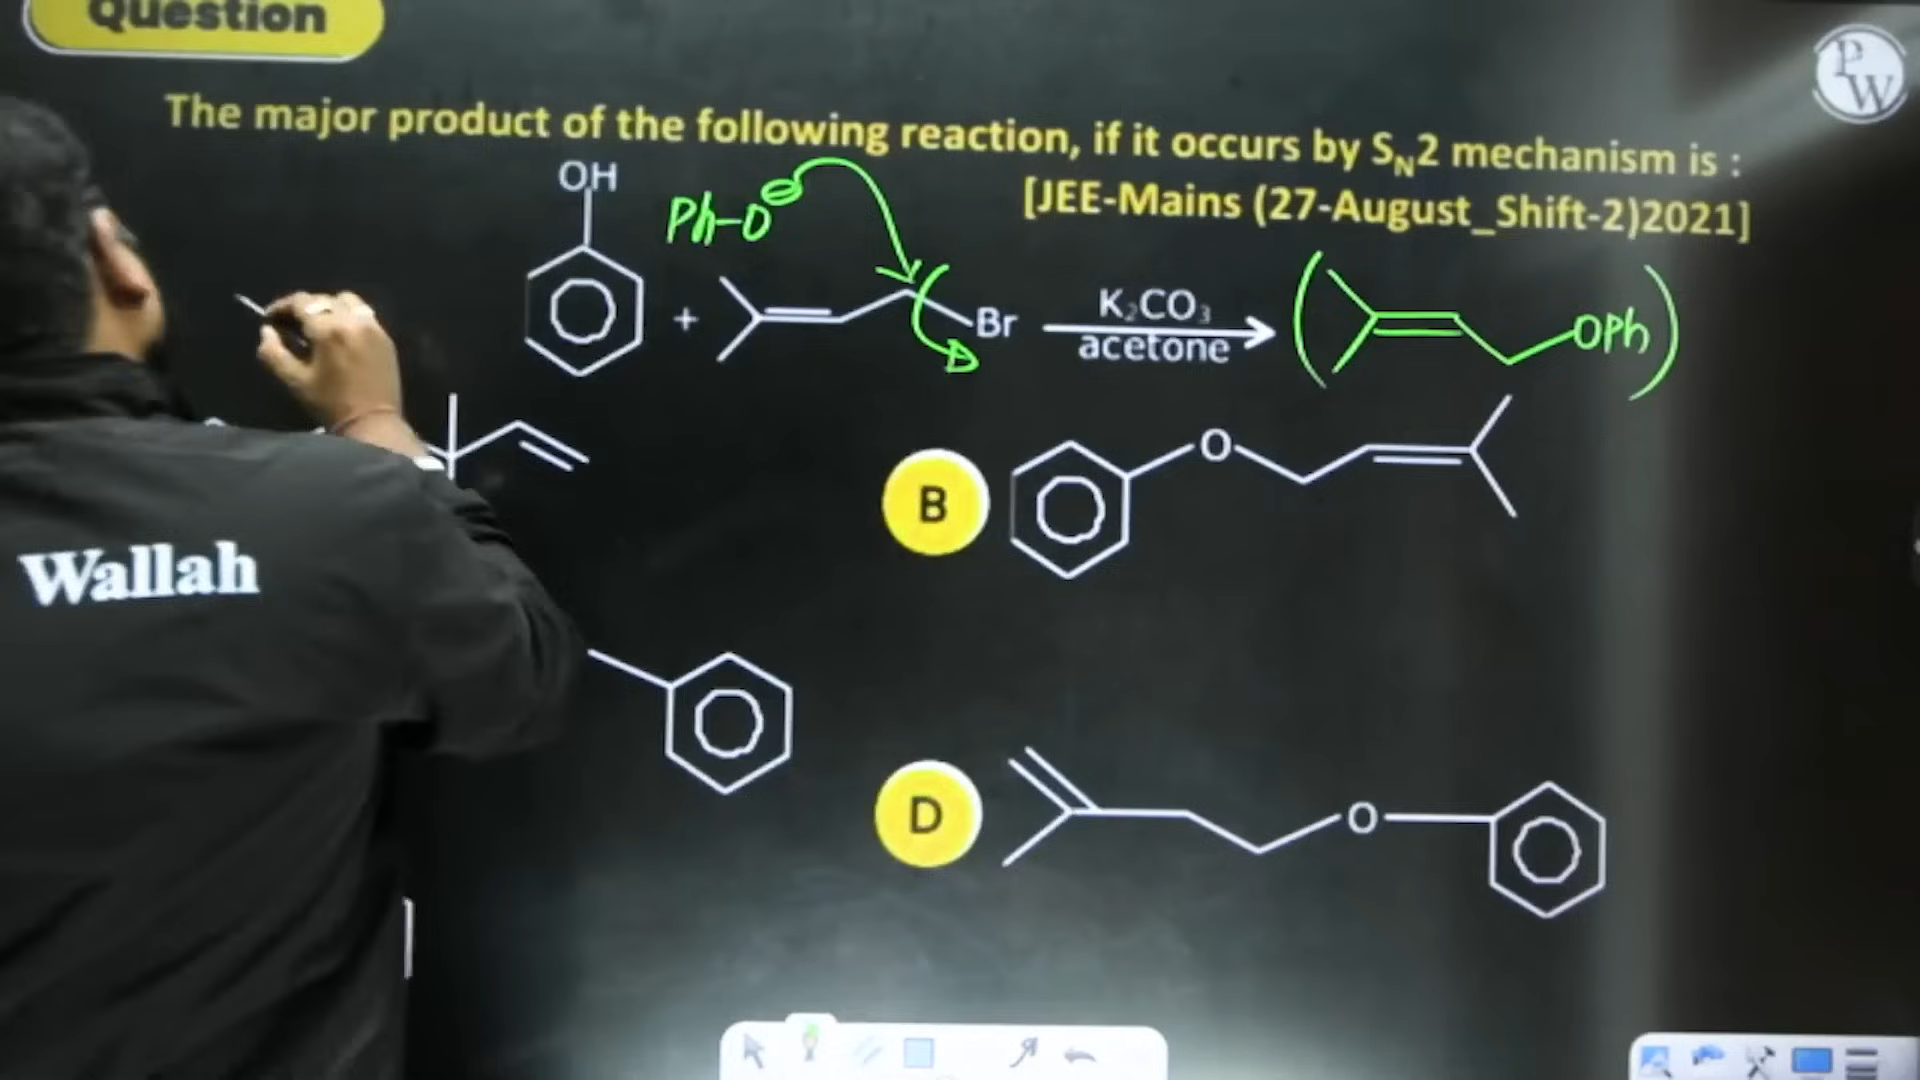 Question
PW
The major product of the following reaction, if it occurs by SN2 mechanism is :
[JEE-Mains (27-August_Shift-2)2021]
OH
Ph-O⊖
+
Br
K2CO3
acetone
OPh
B
O
Wallah
D
O